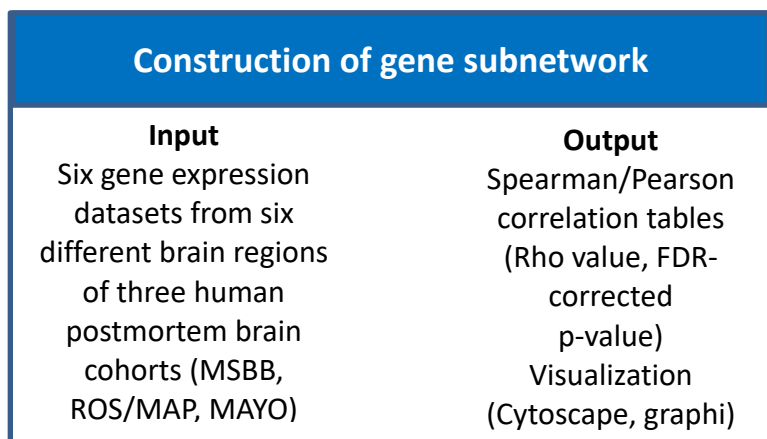 Construction of gene subnetwork
Input
Six gene expression
datasets from six
different brain regions
of three human
postmortem brain
cohorts (MSBB,
ROS/MAP, MAYO)
Output
Spearman/Pearson
correlation tables
(Rho value, FDR-
corrected
p-value)
Visualization
(Cytoscape, graphi)